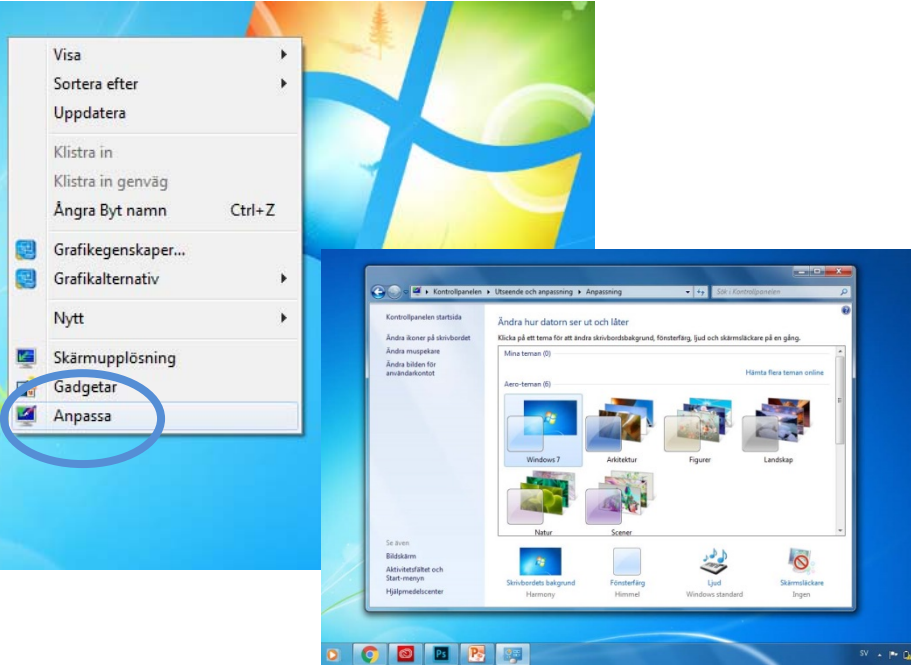 Visa
Sortera efter
Uppdatera
Klistra in
Klistra in genväg
Ångra Byt namn Ctrl+Z
Grafikegenskaper...
Grafikalternativ
Nytt
Skärmupplösning
Gadgetar
Anpassa
Kontrollpanelen Utseende och anpassning Anpassning
Sök i Kontrollpanelen
Kontrollpanelen startsida
Ändra ikoner på skrivbordet
Ändra muspekare
Ändra bilden för
användarkontot
Se även
Bildskärm
Aktivitetsfältet och
Start-menyn
Hjälpmedelscenter
Ändra hur datorn ser ut och låter
Klicka på ett tema för att ändra skrivbordsbakgrund, fönsterfärg, ljud och skärmsläckare på en gång.
Mina teman (0)
Hämta flera teman online
Aero-teman (6)
Windows 7 Arkitektur Figurer Landskap
Natur Scener
Skrivbordets bakgrund Fönsterfärg Ljud Skärmsläckare
Harmony Himmel Windows standard Ingen
Ps P
SV